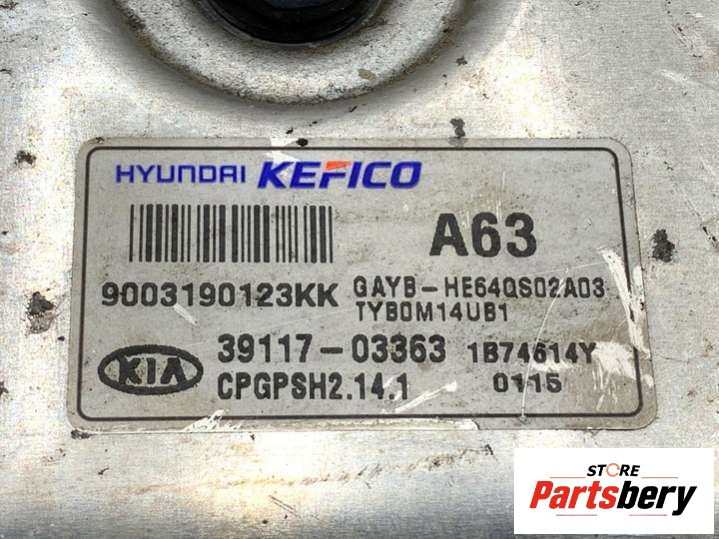 HYUNDAI KEFICO
A63
9003190123KK
GAYB-HE64QS02A03
TYB0M14UB1
KIA
39117-03363
1B74614Y
CPGPSH2.14.1
0115
STORE
Partsbery